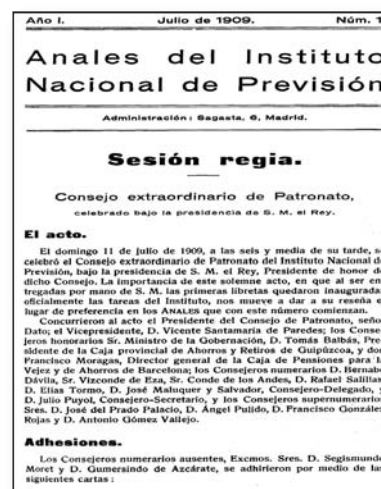 Año I. Julio de 1909. Núm. 1
Anales del Instituto
Nacional de Previsión
Administración: Sagasta, 6, Madrid.
Sesión regia.
Consejo extraordinario de Patronato,
celebrado bajo la presidencia de S. M. el Rey.
El acto.
El domingo 11 de julio de 1909, a las seis y media de su tarde, s
celebró el Consejo extraordinario de Patronato del Instituto Nacional d
Previsión, bajo la presidencia de S. M. el Rey, Presidente de honor d
dicho Consejo. La importancia de este solemne acto, en que al ser en
tregadas por mano de S. M. las primeras libretas quedaron inaugurada
oficialmente las tareas del Instituto, nos mueve a dar a su reseña e
lugar de preferencia en los ANALES que con este número comienzan.
Concurrieron al acto el Presidente del Consejo de Patronato, seño
Dato; el Vicepresidente, D. Vicente Santamaría de Paredes; los Conse
jeros honorarios Sr. Ministro de la Gobernación, D. Tomás Balbás, Pre
sidente de la Caja provincial de Ahorros y Retiros de Guipúzcoa, y do
Francisco Moragas, Director general de la Caja de Pensiones para l
Vejez y de Ahorros de Barcelona; los Consejeros numerarios D. Bernab
Dávila, Sr. Vizconde de Eza, Sr. Conde de los Andes, D. Rafael Salillas
D. Elías Tormo, D. José Maluquer y Salvador, Consejero-Delegado, y
D. Julio Puyol, Consejero-Secretario, y los Consejeros supernumerario
Sres. D. José del Prado Palacio, D. Ángel Pulido, D. Francisco González
Rojas y D. Antonio Gómez Vallejo.
Adhesiones.
Los Consejeros numerarios ausentes, Excmos. Sres. D. Segismund
Moret y D. Gumersindo de Azcárate, se adhirieron por medio de la
siguientes cartas: